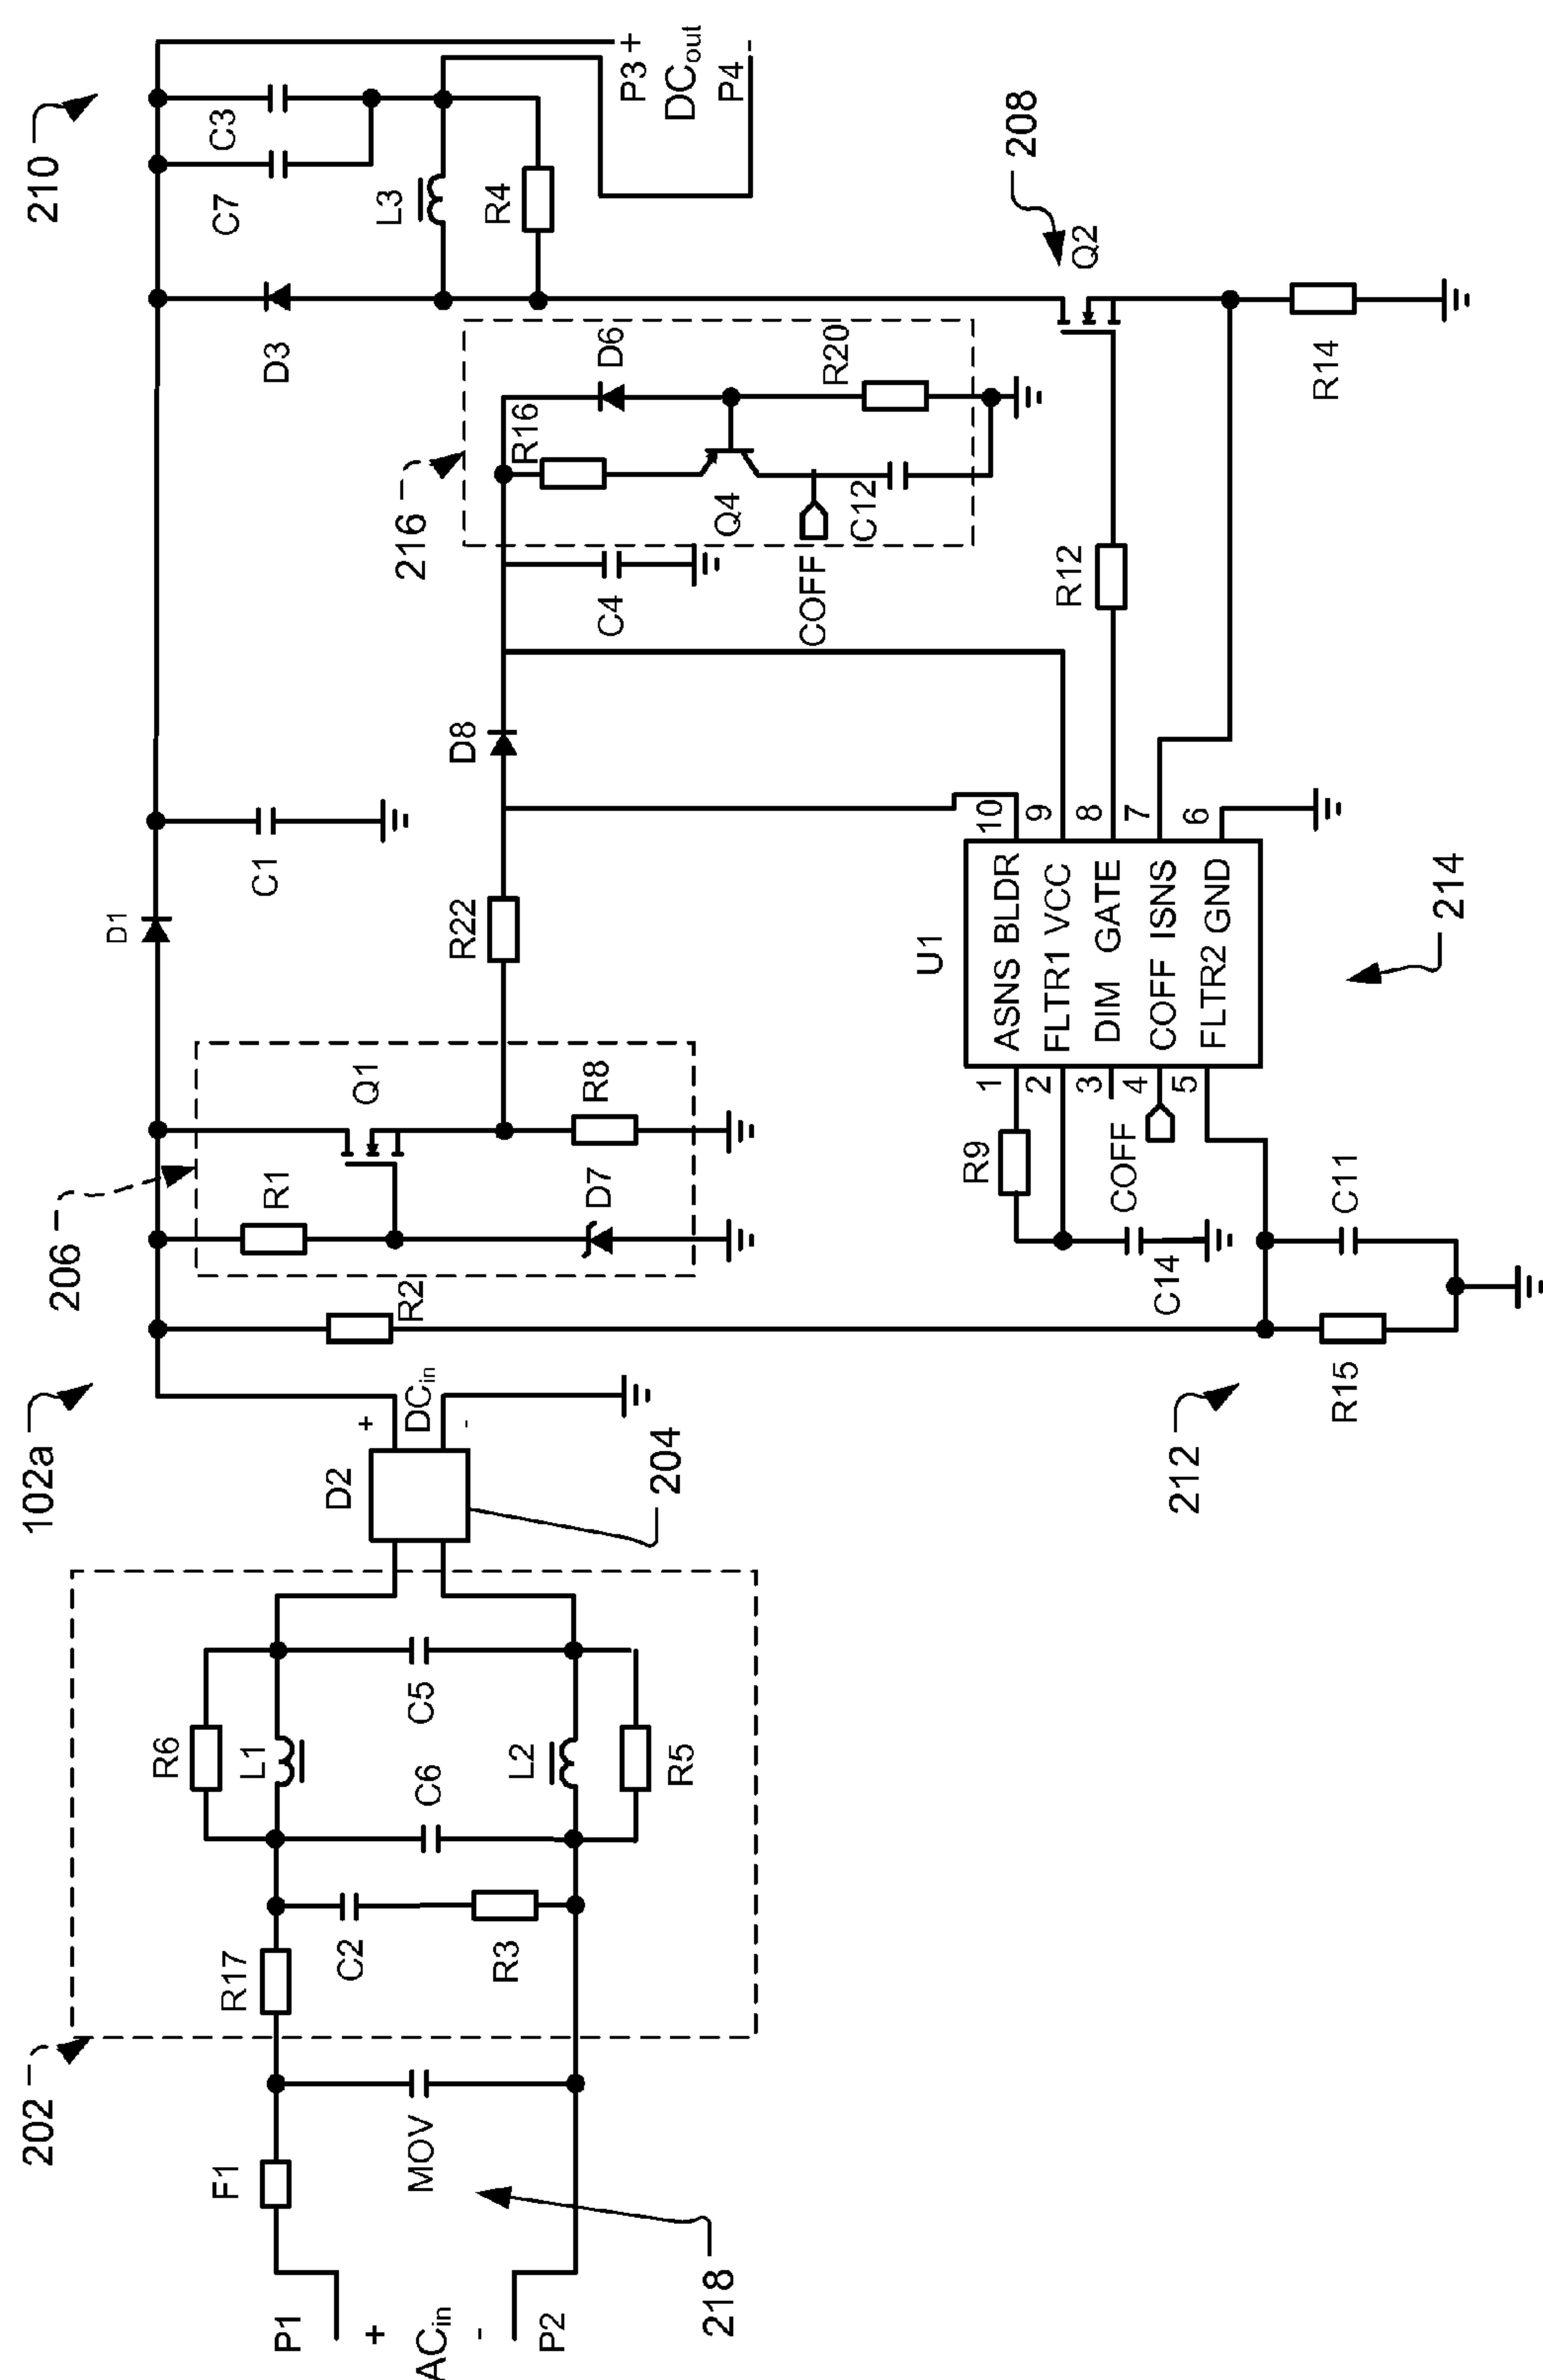 210
C3
C7
P3 +
DCout
P4 -
L3
R4
208
Q2
D3
R14
216
R16
D6
R20
Q4
C12
COFF
C4
R12
D8
D1
C1
R22
10
9
8
7
6
U1
ASNS BLDR
FLTR1 VCC
DIM GATE
COFF ISNS
FLTR2 GND
214
1
2
3
4
5
206
R1
Q1
R8
D7
R9
COFF
C14
C11
R2
R15
212
102a
D2
+
DCin
-
204
202
R6
L1
C5
C6
L2
R5
R17
C2
R3
F1
MOV
218
P1
+
ACin
-
P2